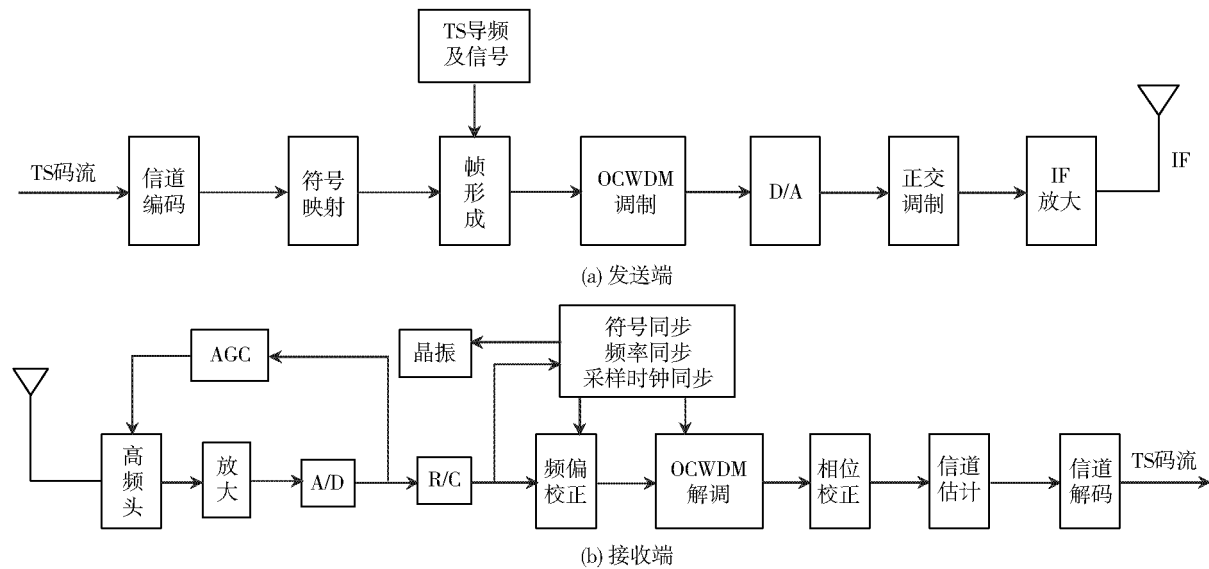 TS导频
及信号
TS码流
信道
编码
符号
映射
帧
形
成
OCWDM
调制
D/A
正交
调制
IF
放大
IF
(a) 发送端
AGC
晶振
符号同步
频率同步
采样时钟同步
高
频
头
放
大
A/D
R/C
频偏
校正
OCWDM
解调
相位
校正
信道
估计
信道
解码
TS码流
(b) 接收端